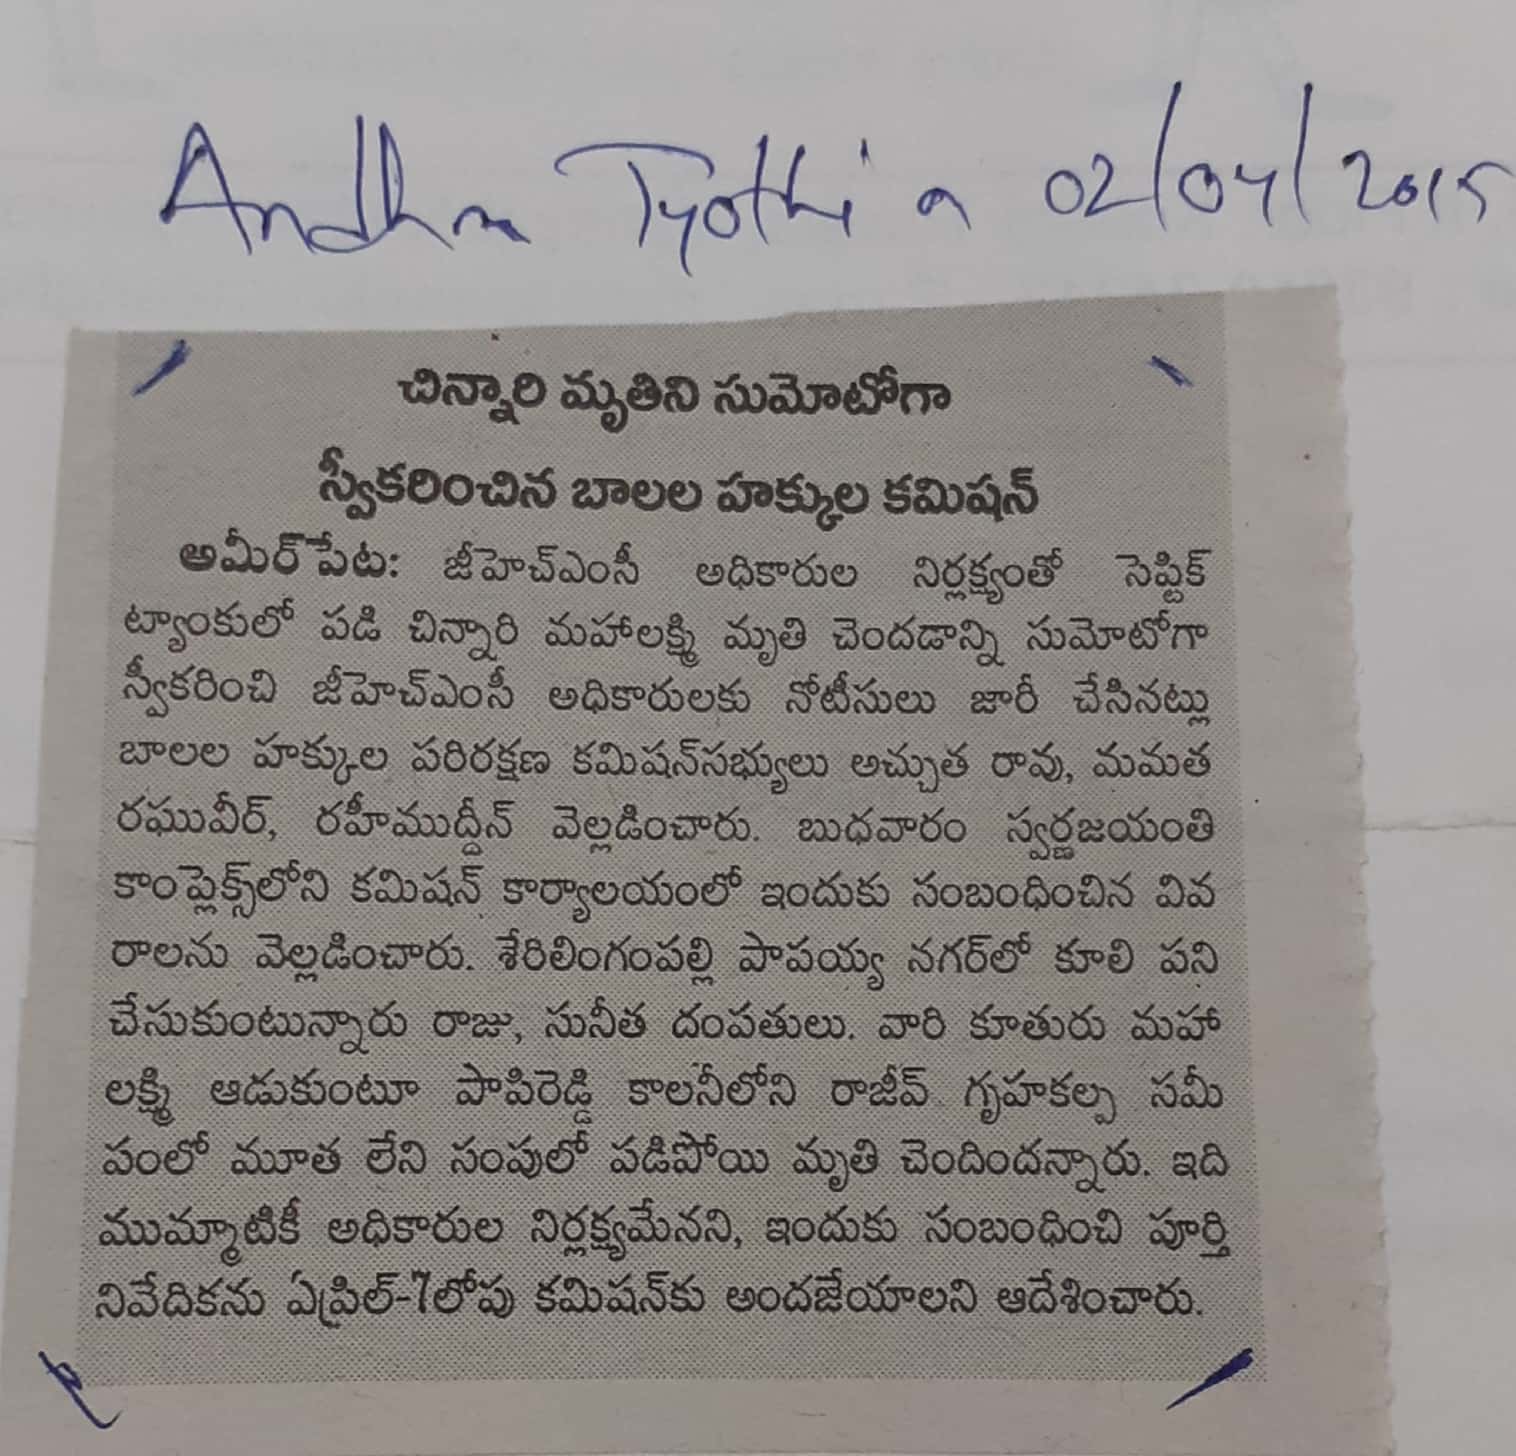 Andhra Jyothi a 02/04/2015
చిన్నారి మృతిని సుమోటోగా
స్వీకరించిన బాలల హక్కుల కమిషన్
అమీర్‌పేట: జీహెచ్ఎంసీ అధికారుల నిర్లక్ష్యంతో సెప్టిక్
ట్యాంకులో పడి చిన్నారి మహాలక్ష్మి మృతి చెందడాన్ని సుమోటోగా
స్వీకరించి జీహెచ్ఎంసీ అధికారులకు నోటీసులు జారీ చేసినట్లు
బాలల హక్కుల పరిరక్షణ కమిషన్‌సభ్యులు అచ్చుత రావు, మమత
రఘువీర్, రహీముద్దీన్ వెల్లడించారు. బుధవారం స్వర్ణజయంతి
కాంప్లెక్స్‌లోని కమిషన్ కార్యాలయంలో ఇందుకు సంబంధించిన వివ
రాలను వెల్లడించారు. శేరిలింగంపల్లి పాపయ్య నగర్‌లో కూలి పని
చేసుకుంటున్నారు రాజు, సునీత దంపతులు. వారి కూతురు మహా
లక్ష్మి ఆడుకుంటూ పాపిరెడ్డి కాలనీలోని రాజీవ్ గృహకల్ప సమీ
పంలో మూత లేని సంపులో పడిపోయి మృతి చెందిందన్నారు. ఇది
ముమ్మాటికీ అధికారుల నిర్లక్ష్యమేనని, ఇందుకు సంబంధించి పూర్తి
నివేదికను ఏప్రిల్-7లోపు కమిషన్‌కు అందజేయాలని ఆదేశించారు.